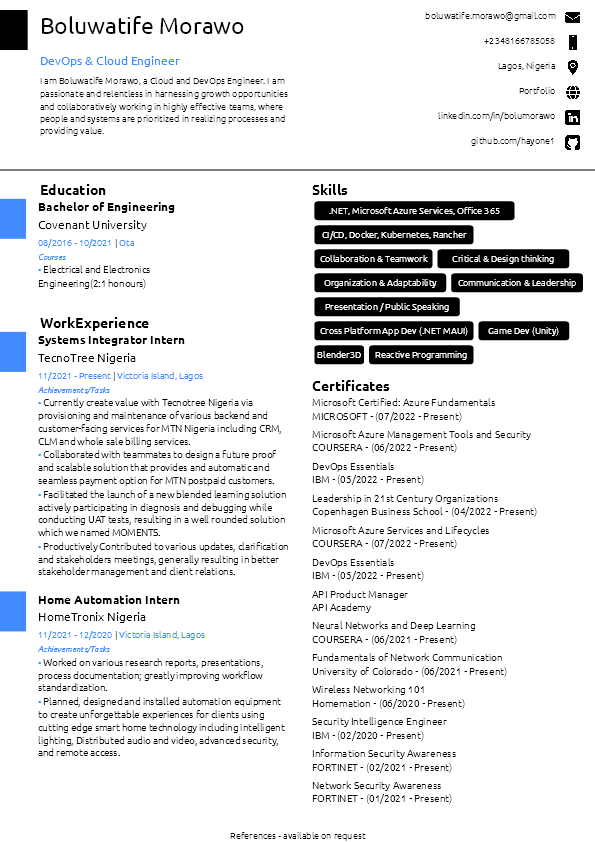 Boluwatife Morawo
DevOps & Cloud Engineer
I am Boluwatife Morawo, a Cloud and DevOps Engineer. I am
passionate and relentless in harnessing growth opportunities
and collaboratively working in highly effective teams, where
people and systems are prioritized in realizing processes and
providing value.
boluwatife.morawo@gmail.com
+2348166785058
Lagos, Nigeria
Portfolio
linkedin.com/in/bolumorawo
github.com/hayone1
Education
Bachelor of Engineering
Covenant University
08/2016 - 10/2021 | Ota
Courses
• Electrical and Electronics
Engineering(2:1 honours)
WorkExperience
Systems Integrator Intern
TecnoTree Nigeria
11/2021 - Present | Victoria Island, Lagos
Achievements/Tasks
• Currently create value with Tecnotree Nigeria via
provisioning and maintenance of various backend and
customer-facing services for MTN Nigeria including CRM,
CLM and whole sale billing services.
• Collaborated with teammates to design a future proof
and scalable solution that provides and automatic and
seamless payment option for MTN postpaid customers.
• Facilitated the launch of a new blended learning solution
actively participating in diagnosis and debugging while
conducting UAT tests, resulting in a well rounded solution
which we named MOMENTS.
• Productively Contributed to various updates, clarification
and stakeholders meetings, generally resulting in better
stakeholder management and client relations.
Home Automation Intern
HomeTronix Nigeria
11/2021 - 12/2020 | Victoria Island, Lagos
Achievements/Tasks
• Worked on various research reports, presentations,
process documentation; greatly improving workflow
standardization.
• Planned, designed and installed automation equipment
to create unforgettable experiences for clients using
cutting edge smart home technology including intelligent
lighting, Distributed audio and video, advanced security,
and remote access.
Skills
.NET, Microsoft Azure Services, Office 365
CI/CD, Docker, Kubernetes, Rancher
Collaboration & Teamwork Critical & Design thinking
Organization & Adaptability Communication & Leadership
Presentation / Public Speaking
Cross Platform App Dev (.NET MAUI) Game Dev (Unity)
Blender3D Reactive Programming
Certificates
Microsoft Certified: Azure Fundamentals
MICROSOFT - (07/2022 - Present)
Microsoft Azure Management Tools and Security
COURSERA - (06/2022 - Present)
DevOps Essentials
IBM - (05/2022 - Present)
Leadership in 21st Century Organizations
Copenhagen Business School - (04/2022 - Present)
Microsoft Azure Services and Lifecycles
COURSERA - (07/2022 - Present)
DevOps Essentials
IBM - (05/2022 - Present)
API Product Manager
API Academy
Neural Networks and Deep Learning
COURSERA - (06/2021 - Present)
Fundamentals of Network Communication
University of Colorado - (06/2021 - Present)
Wireless Networking 101
Homemation - (06/2020 - Present)
Security Intelligence Engineer
IBM - (02/2020 - Present)
Information Security Awareness
FORTINET - (02/2021 - Present)
Network Security Awareness
FORTINET - (01/2021 - Present)
References - available on request